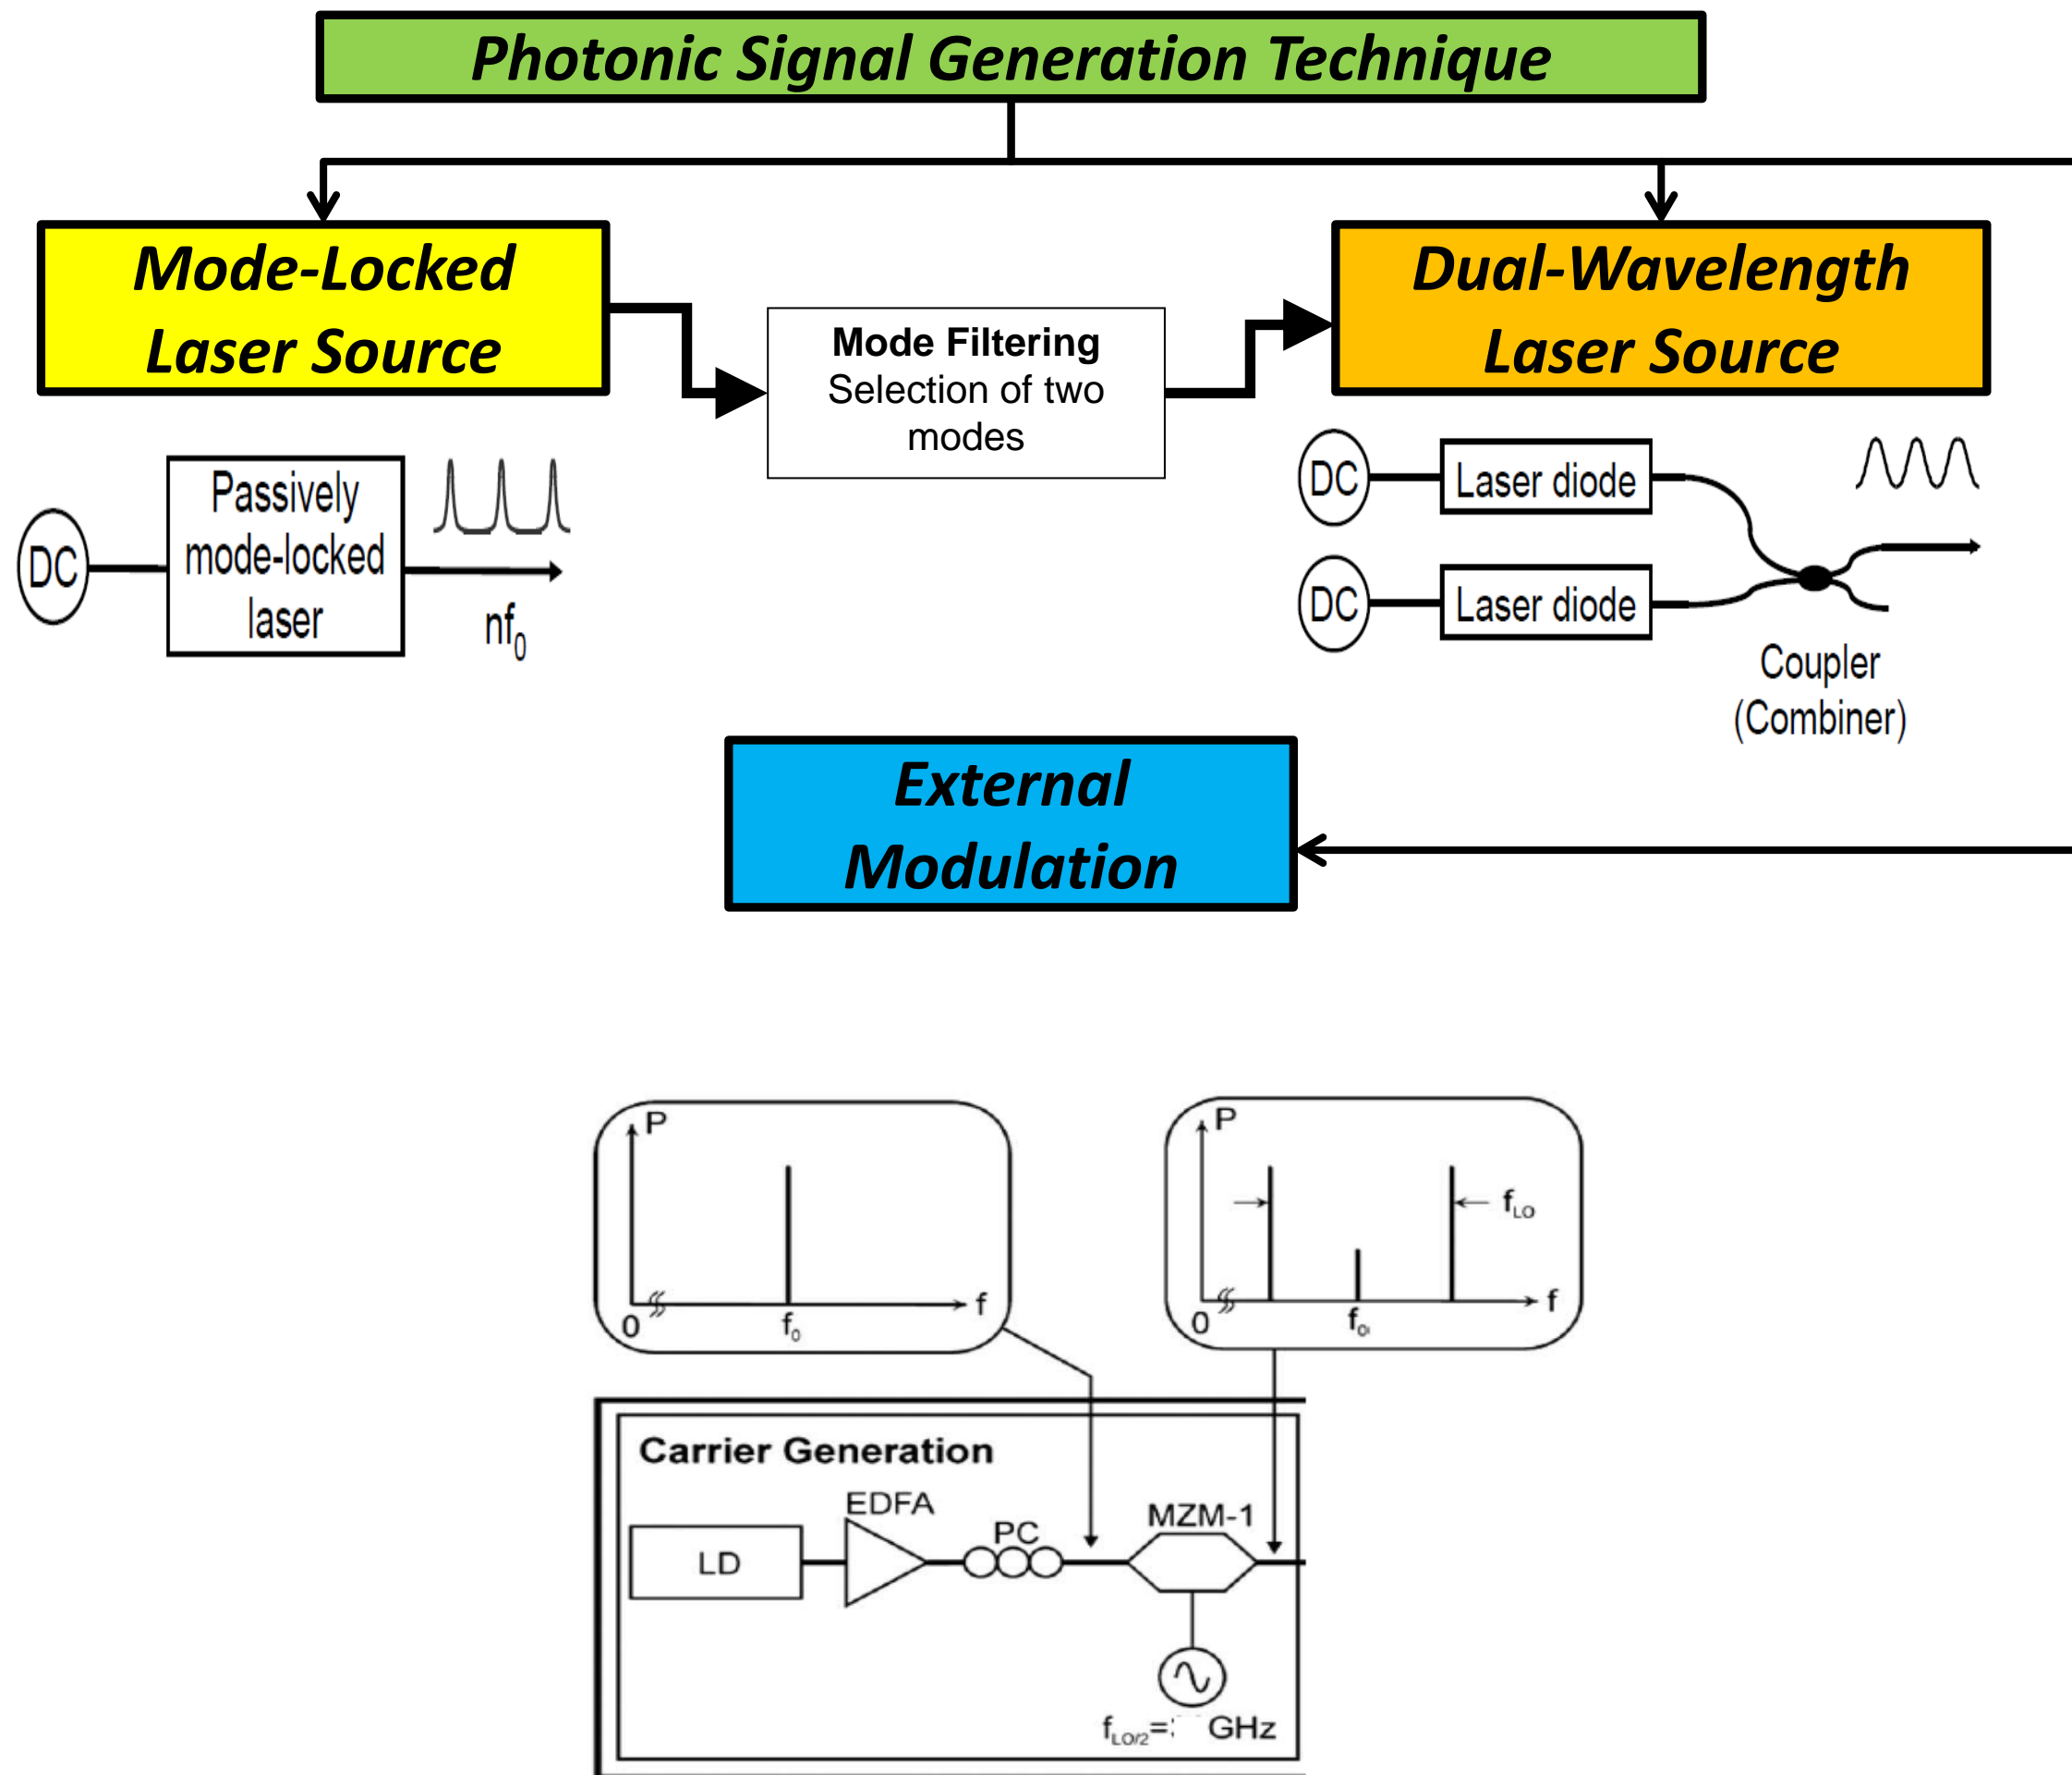 Photonic Signal Generation Technique
Mode-Locked
Laser Source
Mode Filtering
Selection of two
modes
Dual-Wavelength
Laser Source
DC
Passively
mode-locked
laser
nf0
DC
Laser diode
DC
Laser diode
Coupler
(Combiner)
External
Modulation
P
0
f0
f
P
fLO
0
f0
f
Carrier Generation
LD
EDFA
PC
MZM-1
fLO/2= GHz